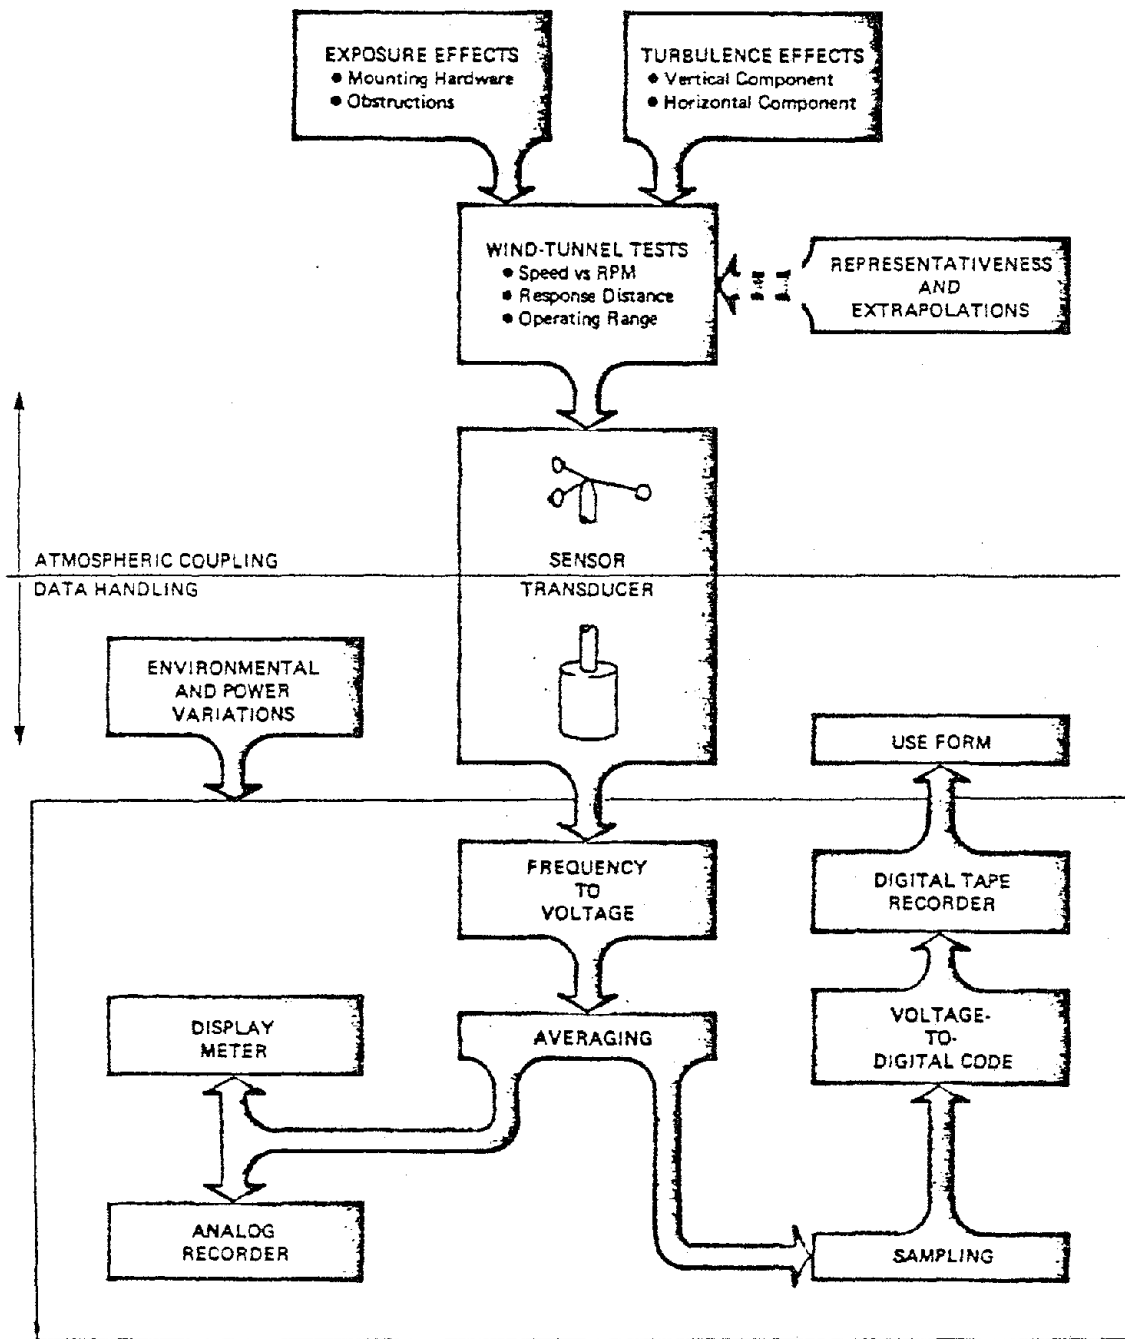 EXPOSURE EFFECTS
● Mounting Hardware
● Obstructions
TURBULENCE EFFECTS
● Vertical Component
● Horizontal Component
WIND-TUNNEL TESTS
● Speed vs RPM
● Response Distance
● Operating Range
REPRESENTATIVENESS
AND
EXTRAPOLATIONS
ATMOSPHERIC COUPLING
DATA HANDLING
SENSOR
TRANSDUCER
ENVIRONMENTAL
AND POWER
VARIATIONS
USE FORM
FREQUENCY
TO
VOLTAGE
DIGITAL TAPE
RECORDER
DISPLAY
METER
AVERAGING
VOLTAGE-
TO-
DIGITAL CODE
ANALOG
RECORDER
SAMPLING